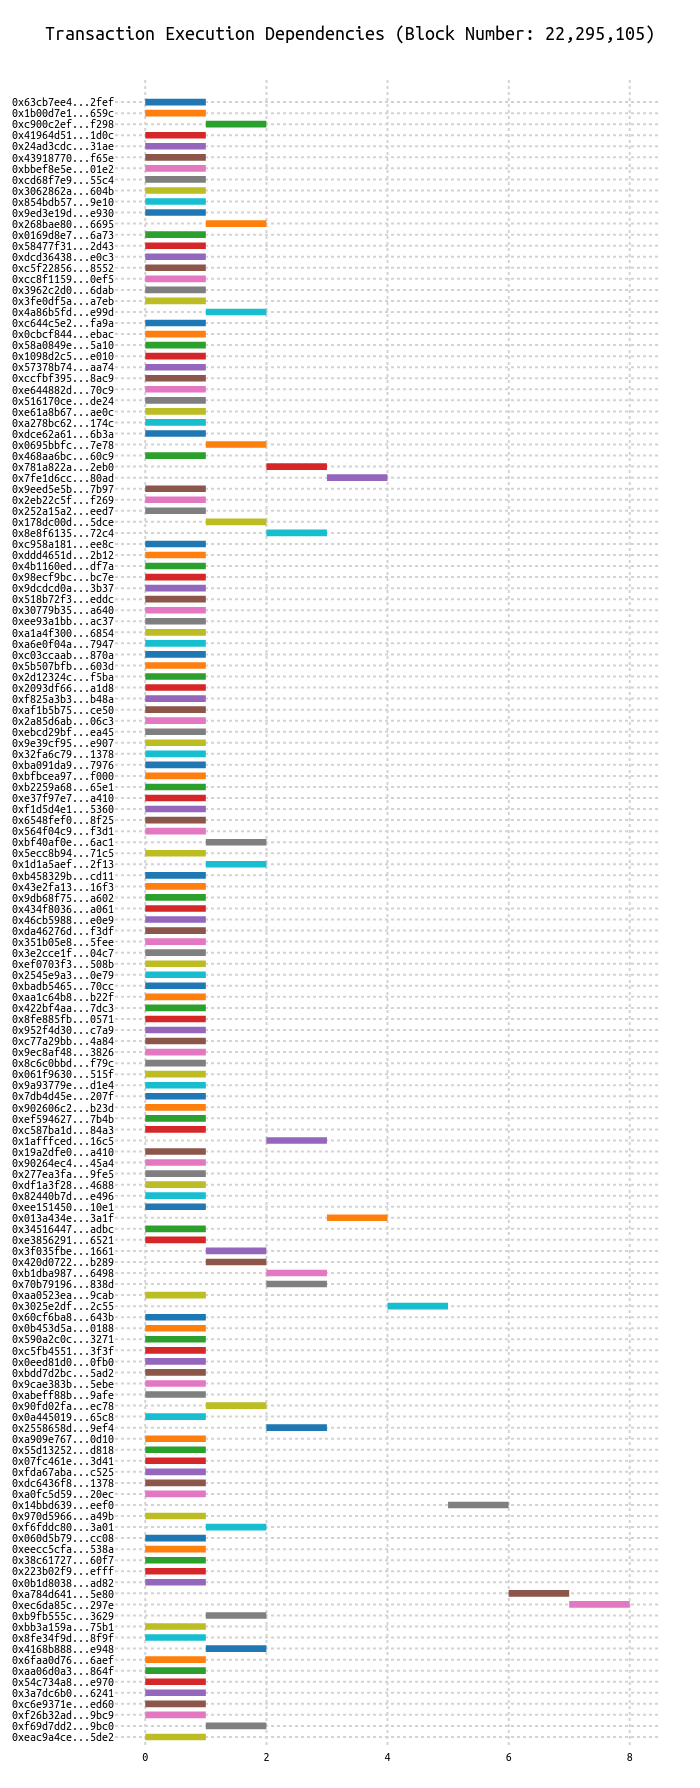 Transaction Execution Dependencies (Block Number: 22,295,105)
0x63cb7ee4...2fef
0x1b00d7e1...659c
0xc900c2ef...f298
0x41964d51...1d0c
0x24ad3cdc...31ae
0x43918770...f65e
0xbbef8e5e...01e2
0xcd68f7e9...55c4
0x3062862a...604b
0x854bdb57...9e10
0x9ed3e19d...e930
0x268bae80...6695
0x0169d8e7...6a73
0x58477f31...2d43
0xdcd36438...e0c3
0xc5f22856...8552
0xcc8f1159...0ef5
0x3962c2d0...6dab
0x3fe0df5a...a7eb
0x4a86b5fd...e99d
0xc644c5e2...fa9a
0x0cbcf844...ebac
0x58a0849e...5a10
0x1098d2c5...e010
0x57378b74...aa74
0xccfbf395...8ac9
0xe644882d...70c9
0x516170ce...de24
0xe61a8b67...ae0c
0xa278bc62...174c
0xdce62a61...6b3a
0x0695bbfc...7e78
0x468aa6bc...60c9
0x781a822a...2eb0
0x7fe1d6cc...80ad
0x9eed5e5b...7b97
0x2eb22c5f...f269
0x252a15a2...eed7
0x178dc00d...5dce
0x8e8f6135...72c4
0xc958a181...ee8c
0xddd4651d...2b12
0x4b1160ed...df7a
0x98ecf9bc...bc7e
0x9dcdcd0a...3b37
0x518b72f3...eddc
0x30779b35...a640
0xee93a1bb...ac37
0xa1a4f300...6854
0xa6e0f04a...7947
0xc03ccaab...870a
0x5b507bfb...603d
0x2d12324c...f5ba
0x2093df66...a1d8
0xf825a3b3...b48a
0xaf1b5b75...ce50
0x2a85d6ab...06c3
0xebcd29bf...ea45
0x9e39cf95...e907
0x32fa6c79...1378
0xba091da9...7976
0xbfbcea97...f000
0xb2259a68...65e1
0xe37f97e7...a410
0xf1d5d4e1...5360
0x6548fef0...8f25
0x564f04c9...f3d1
0xbf40af0e...6ac1
0x5ecc8b94...71c5
0x1d1a5aef...2f13
0xb458329b...cd11
0x43e2fa13...16f3
0x9db68f75...a602
0x434f8036...a061
0x46cb5988...e0e9
0xda46276d...f3df
0x351b05e8...5fee
0x3e2cce1f...04c7
0xef0703f3...508b
0x2545e9a3...0e79
0xbadb5465...70cc
0xaa1c64b8...b22f
0x422bf4aa...7dc3
0x8fe885fb...0571
0x952f4d30...c7a9
0xc77a29bb...4a84
0x9ec8af48...3826
0x8c6c0bbd...f79c
0x061f9630...515f
0x9a93779e...d1e4
0x7db4d45e...207f
0x902606c2...b23d
0xef594627...7b4b
0xc587ba1d...84a3
0x1afffced...16c5
0x19a2dfe0...a410
0x90264ec4...45a4
0x277ea3fa...9fe5
0xdf1a3f28...4688
0x82440b7d...e496
0xee151450...10e1
0x013a434e...3a1f
0x34516447...adbc
0xe3856291...6521
0x3f035fbe...1661
0x420d0722...b289
0xb1dba987...6498
0x70b79196...838d
0xaa0523ea...9cab
0x3025e2df...2c55
0x60cf6ba8...643b
0x0b453d5a...0188
0x590a2c0c...3271
0xc5fb4551...3f3f
0x0eed81d0...0fb0
0xbdd7d2bc...5ad2
0x9cae383b...5ebe
0xabeff88b...9afe
0x90fd02fa...ec78
0x0a445019...65c8
0x2558658d...9ef4
0xa909e767...0d10
0x55d13252...d818
0x07fc461e...3d41
0xfda67aba...c525
0xdc6436f8...1378
0xa0fc5d59...20ec
0x14bbd639...eef0
0x970d5966...a49b
0xf6fddc80...3a01
0x060d5b79...cc08
0xeecc5cfa...538a
0x38c61727...60f7
0x223b02f9...efff
0x0b1d8038...ad82
0xa784d641...5e80
0xec6da85c...297e
0xb9fb555c...3629
0xbb3a159a...75b1
0x8fe34f9d...8f9f
0x4168b888...e948
0x6faa0d76...6aef
0xaa06d0a3...864f
0x54c734a8...e970
0x3a7dc6b0...6241
0xc6e9371e...ed60
0xf26b32ad...9bc9
0xf69d7dd2...9bc0
0xeac9a4ce...5de2
0 2 4 6 8